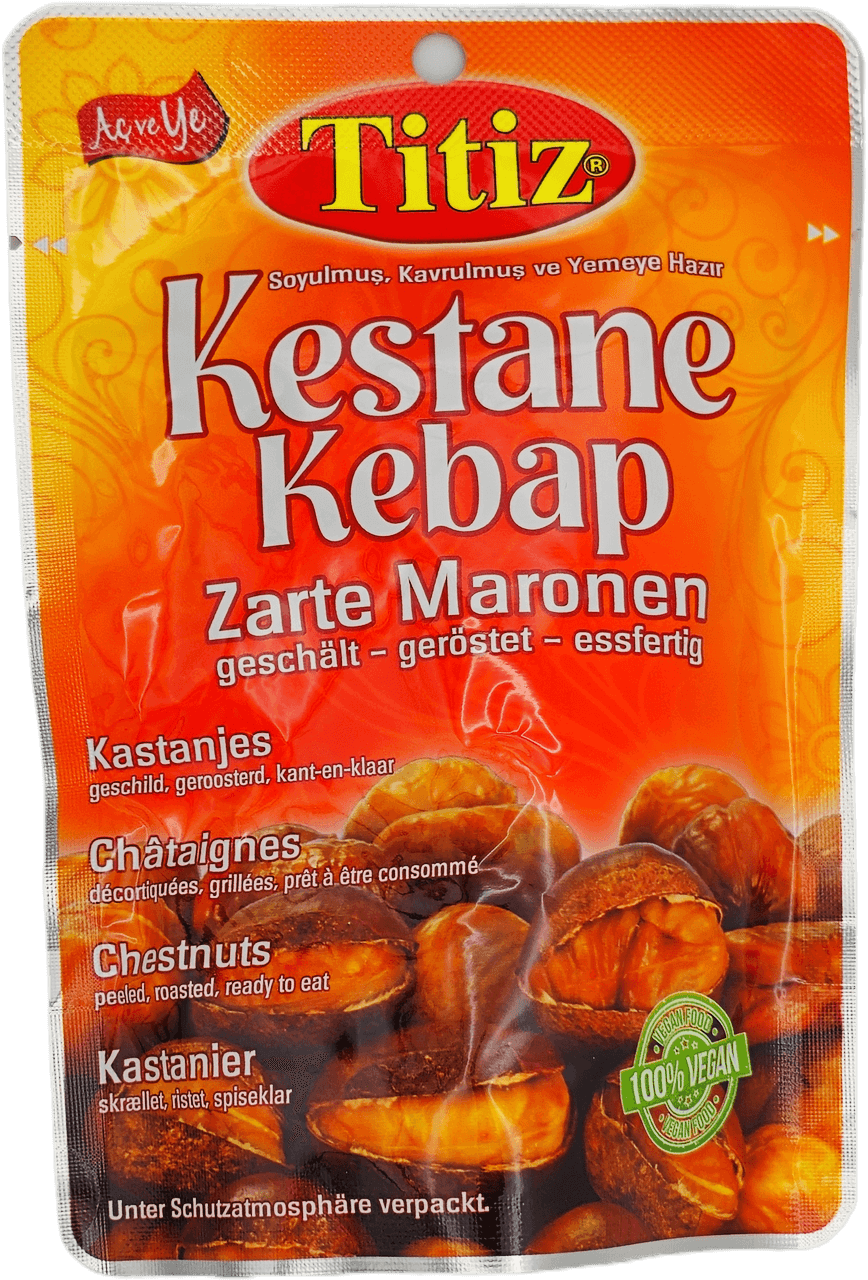 Aç ve Ye
Titiz®
Soyulmuş, Kavrulmuş ve Yemeye Hazır
Kestane
Kebap
Zarte Maronen
geschält – geröstet – essfertig
Kastanjes
geschild, geroosterd, kant-en-klaar
Châtaignes
décortiquées, grillées, prêt à être consommé
Chestnuts
peeled, roasted, ready to eat
Kastanier
skrællet, ristet, spiseklar
VEGAN FOOD
100% VEGAN
VEGAN FOOD
Unter Schutzatmosphäre verpackt.